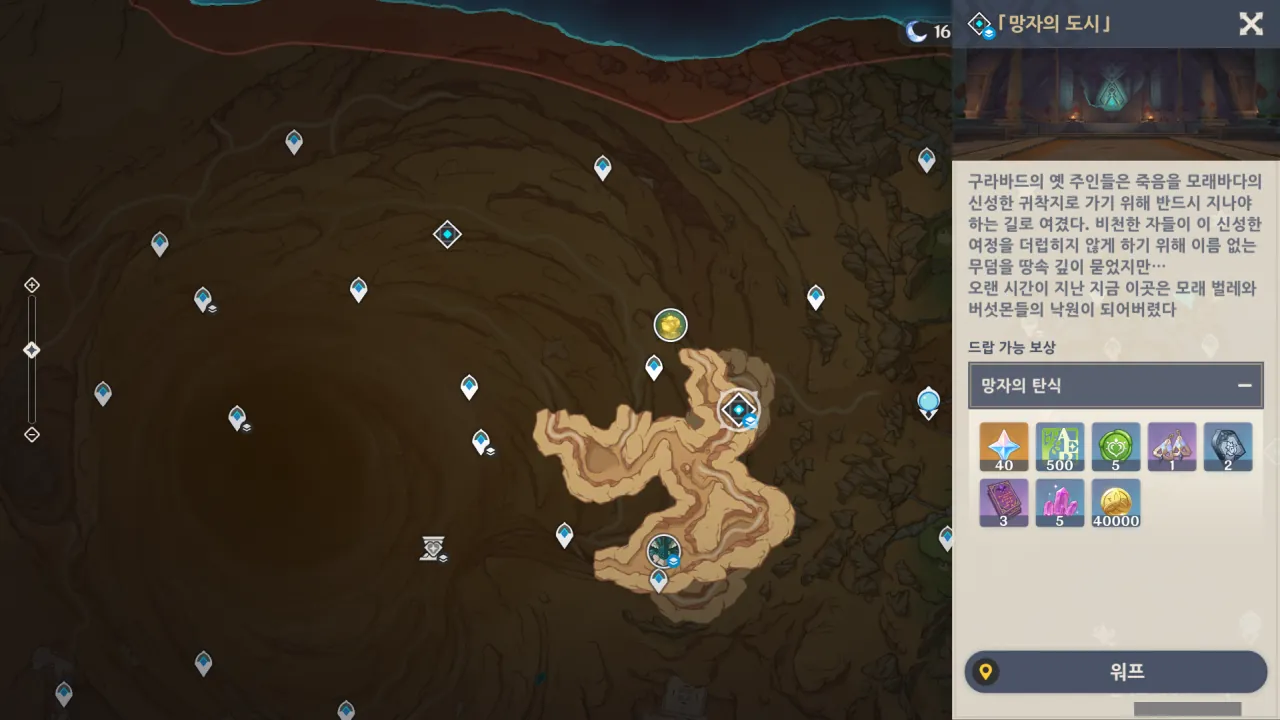 16
「망자의 도시」
구라바드의 옛 주인들은 죽음을 모래바다의
신성한 귀착지로 가기 위해 반드시 지나야
하는 길로 여겼다. 비천한 자들이 이 신성한
여정을 더럽히지 않게 하기 위해 이름 없는
무덤을 땅속 깊이 묻었지만…
오랜 시간이 지난 지금 이곳은 모래 벌레와
버섯몬들의 낙원이 되어버렸다
드랍 가능 보상
망자의 탄식
40 500 5 1 2
3 5 40000
워프